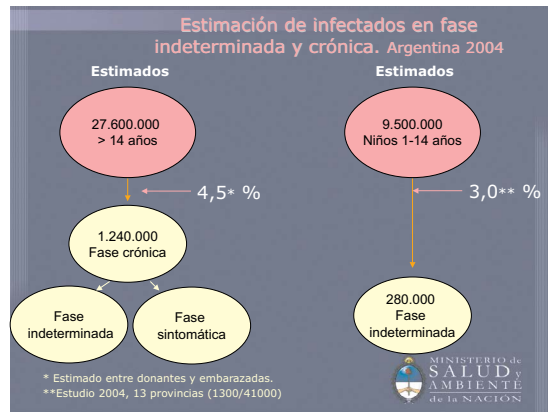 Estimación de infectados en fase
indeterminada y crónica. Argentina 2004
Estimados
27.600.000
> 14 años
4,5* %
1.240.000
Fase crónica
Fase
indeterminada
Fase
sintomática
Estimados
9.500.000
Niños 1-14 años
3,0** %
280.000
Fase
indeterminada
* Estimado entre donantes y embarazadas.
**Estudio 2004, 13 provincias (1300/41000)
MINISTERIO de
SALUD y
AMBIENTE
de la NACIÓN